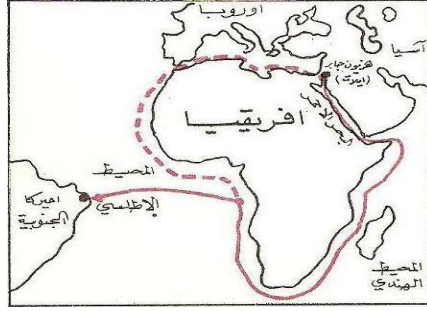 اوروبا
آسيا
عزيون جابر
(ايلات)
البحر الاحمر
افريقيا
المحيط
الاطلسي
امريكا
الجنوبية
المحيط
الهندي